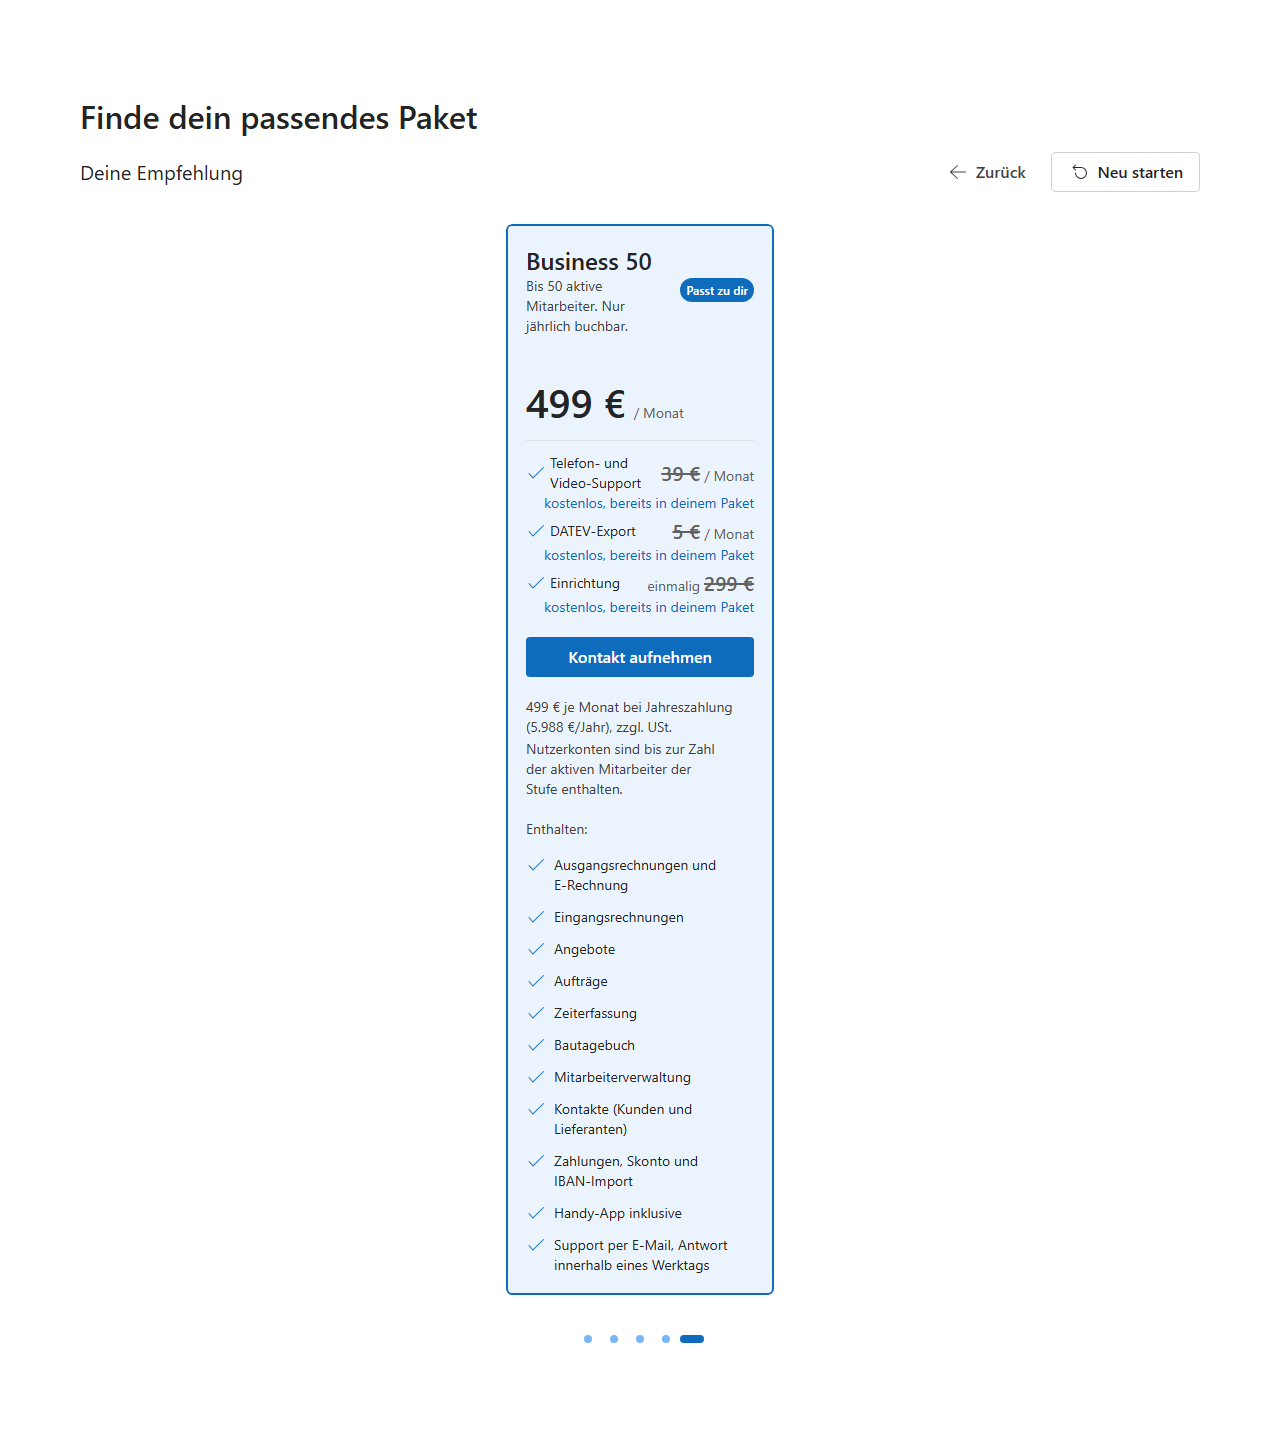 Finde dein passendes Paket
Deine Empfehlung
Zurück
Neu starten
Business 50
Bis 50 aktive
Mitarbeiter. Nur
jährlich buchbar.
Passt zu dir
499 € / Monat
Telefon- und
Video-Support
39 € / Monat
kostenlos, bereits in deinem Paket
DATEV-Export 5 € / Monat
kostenlos, bereits in deinem Paket
Einrichtung einmalig 299 €
kostenlos, bereits in deinem Paket
Kontakt aufnehmen
499 € je Monat bei Jahreszahlung
(5.988 €/Jahr), zzgl. USt.
Nutzerkonten sind bis zur Zahl
der aktiven Mitarbeiter der
Stufe enthalten.
Enthalten:
Ausgangsrechnungen und
E-Rechnung
Eingangsrechnungen
Angebote
Aufträge
Zeiterfassung
Bautagebuch
Mitarbeiterverwaltung
Kontakte (Kunden und
Lieferanten)
Zahlungen, Skonto und
IBAN-Import
Handy-App inklusive
Support per E-Mail, Antwort
innerhalb eines Werktags